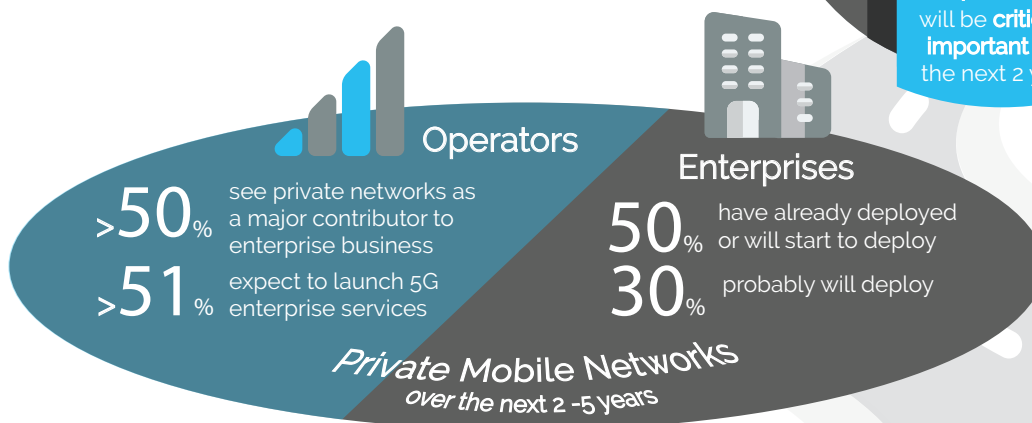 will be
important
the next 2
Operators
>50%
see private networks as
a major contributor to
enterprise business
>51%
expect to launch 5G
enterprise services
Enterprises
50%
have already deployed
or will start to deploy
30%
probably will deploy
Private Mobile Networks
over the next 2 -5 years